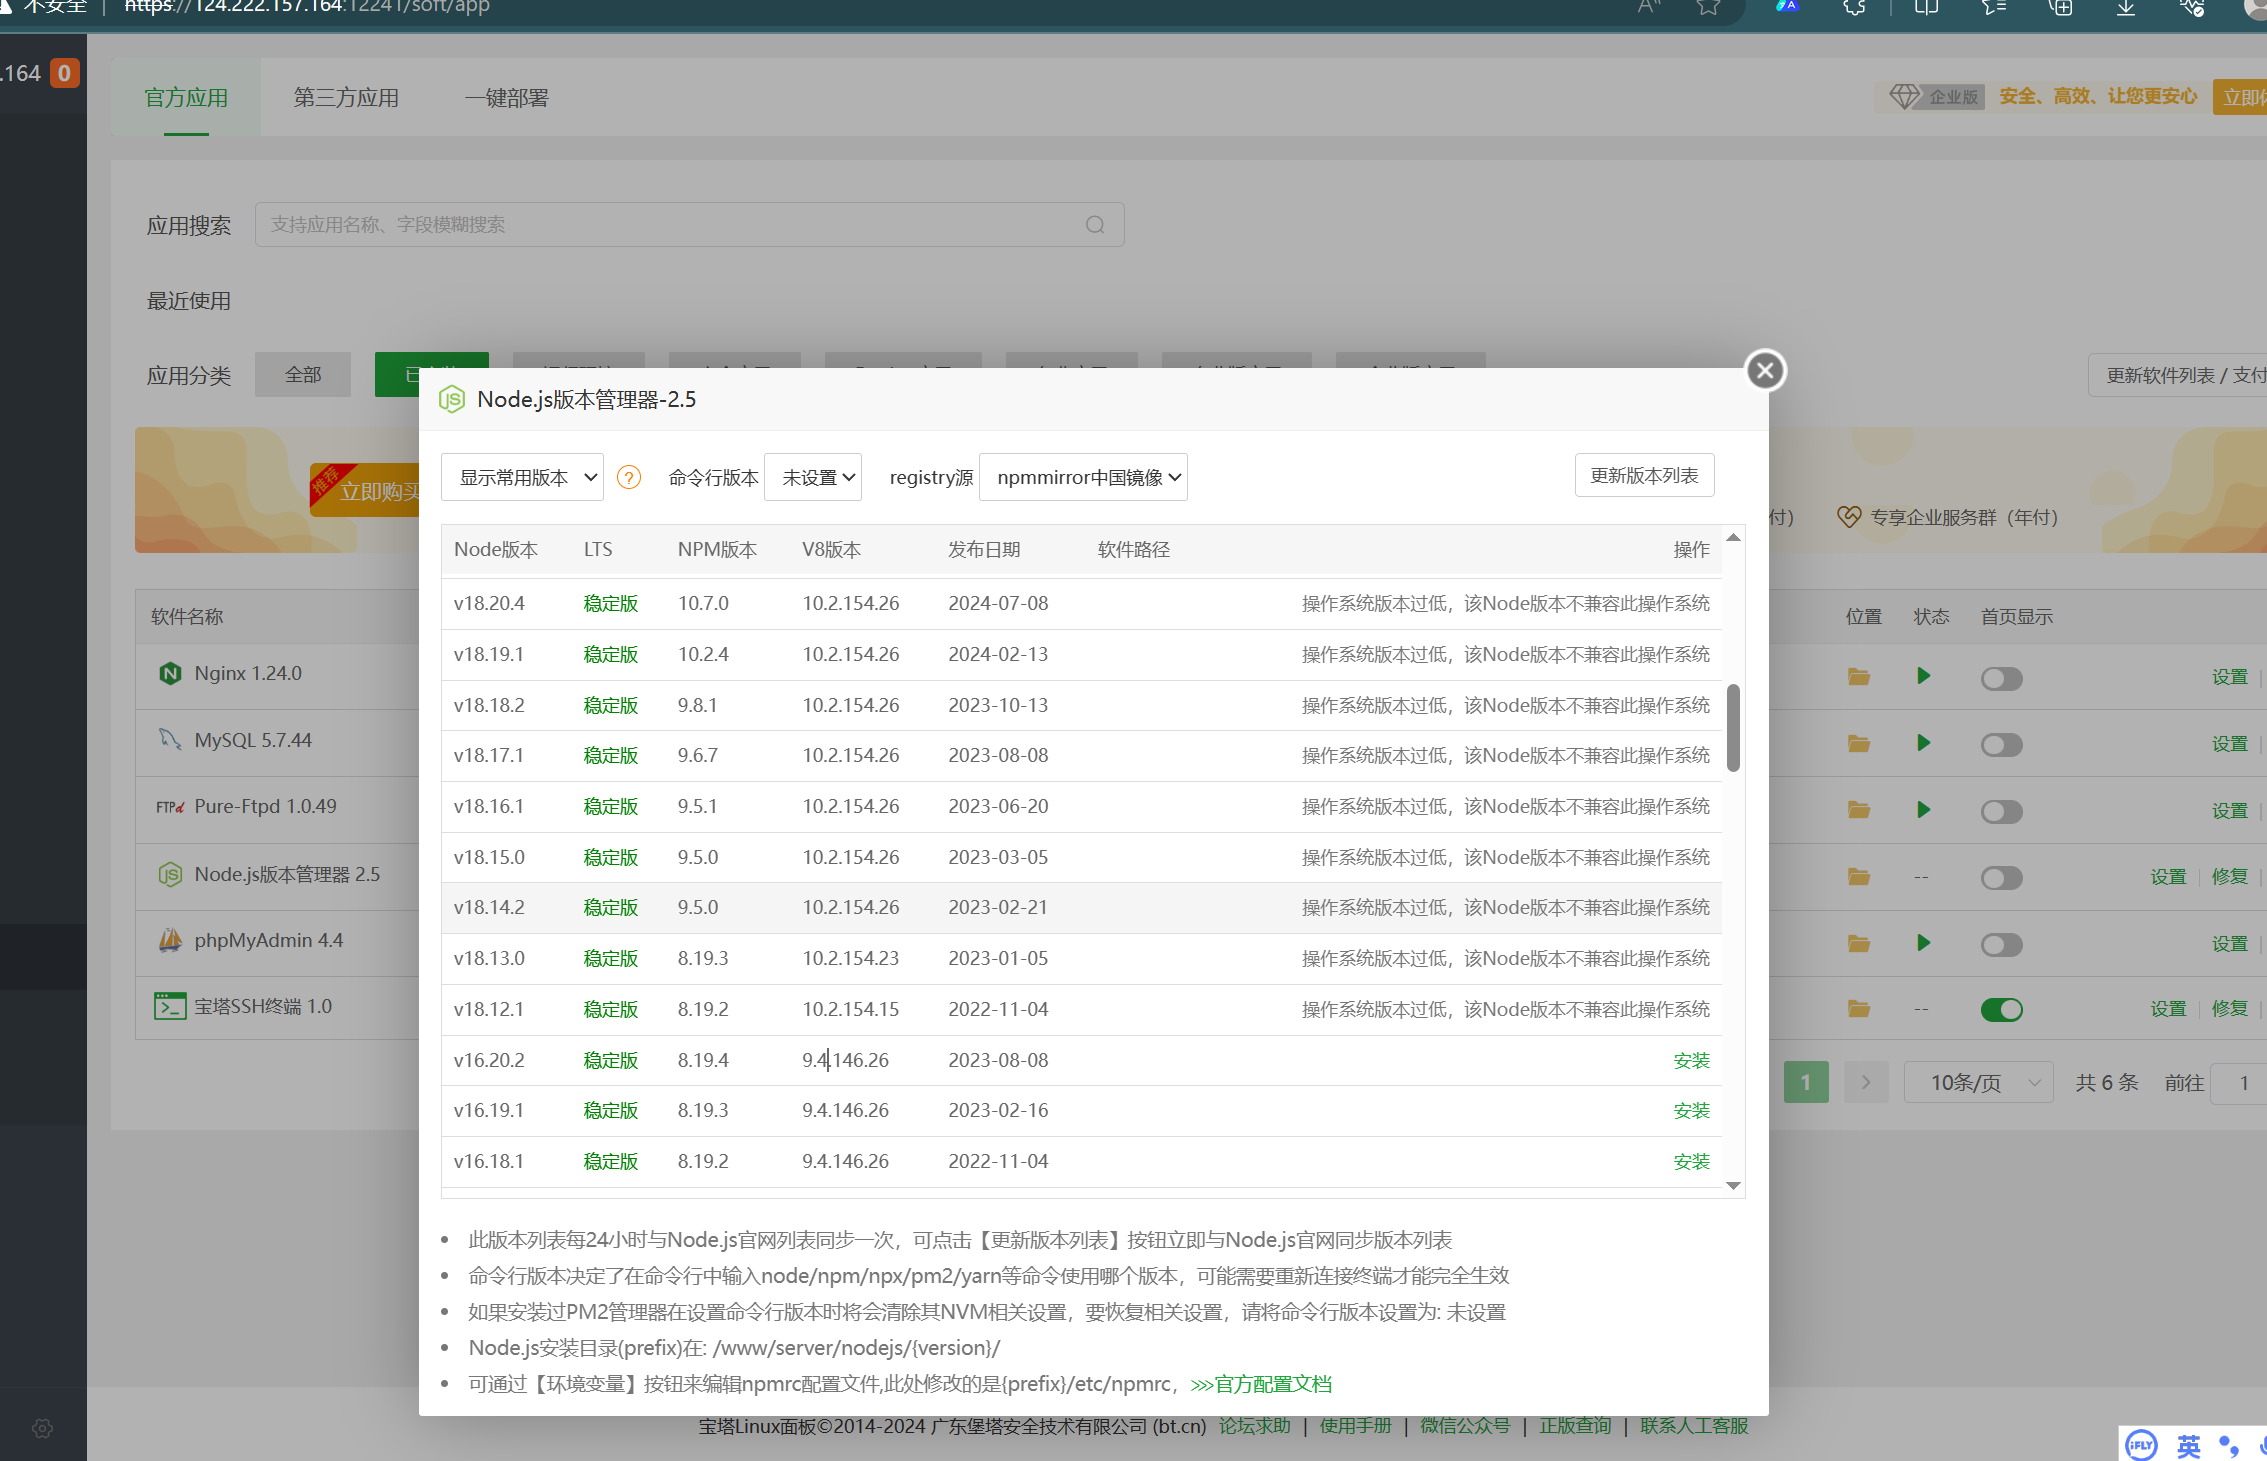 不安全 | https://124.222.157.164:12241/soft/app
.164 0
官方应用 第三方应用 一键部署
企业版 安全、高效、让您更安心 立即
应用搜索 支持应用名称、字段模糊搜索
最近使用
应用分类 全部
更新软件列表 / 支付
Node.js版本管理器-2.5
推荐 立即购买
显示常用版本 ? 命令行版本 未设置 registry源 npmmirror中国镜像 更新版本列表
付） 专享企业服务群（年付）
Node版本 LTS NPM版本 V8版本 发布日期 软件路径 操作
v18.20.4 稳定版 10.7.0 10.2.154.26 2024-07-08 操作系统版本过低，该Node版本不兼容此操作系统
v18.19.1 稳定版 10.2.4 10.2.154.26 2024-02-13 操作系统版本过低，该Node版本不兼容此操作系统
v18.18.2 稳定版 9.8.1 10.2.154.26 2023-10-13 操作系统版本过低，该Node版本不兼容此操作系统
v18.17.1 稳定版 9.6.7 10.2.154.26 2023-08-08 操作系统版本过低，该Node版本不兼容此操作系统
v18.16.1 稳定版 9.5.1 10.2.154.26 2023-06-20 操作系统版本过低，该Node版本不兼容此操作系统
v18.15.0 稳定版 9.5.0 10.2.154.26 2023-03-05 操作系统版本过低，该Node版本不兼容此操作系统
v18.14.2 稳定版 9.5.0 10.2.154.26 2023-02-21 操作系统版本过低，该Node版本不兼容此操作系统
v18.13.0 稳定版 8.19.3 10.2.154.23 2023-01-05 操作系统版本过低，该Node版本不兼容此操作系统
v18.12.1 稳定版 8.19.2 10.2.154.15 2022-11-04 操作系统版本过低，该Node版本不兼容此操作系统
v16.20.2 稳定版 8.19.4 9.4.146.26 2023-08-08 安装
v16.19.1 稳定版 8.19.3 9.4.146.26 2023-02-16 安装
v16.18.1 稳定版 8.19.2 9.4.146.26 2022-11-04 安装
此版本列表每24小时与Node.js官网列表同步一次，可点击【更新版本列表】按钮立即与Node.js官网同步版本列表
命令行版本决定了在命令行中输入node/npm/npx/pm2/yarn等命令使用哪个版本，可能需要重新连接终端才能完全生效
如果安装过PM2管理器在设置命令行版本时将会清除其NVM相关设置，要恢复相关设置，请将命令行版本设置为: 未设置
Node.js安装目录(prefix)在: /www/server/nodejs/{version}/
可通过【环境变量】按钮来编辑npmrc配置文件,此处修改的是{prefix}/etc/npmrc，>>>官方配置文档
软件名称 位置 状态 首页显示
Nginx 1.24.0 设置
MySQL 5.7.44 设置
FTPd Pure-Ftpd 1.0.49 设置
Node.js版本管理器 2.5 -- 设置 修复
phpMyAdmin 4.4 设置
宝塔SSH终端 1.0 -- 设置 修复
1 10条/页 共 6 条 前往 1
宝塔Linux面板©2014-2024 广东堡塔安全技术有限公司 (bt.cn) 论坛求助 | 使用手册 | 微信公众号 | 正版查询 | 联系人工客服
iFLY 英